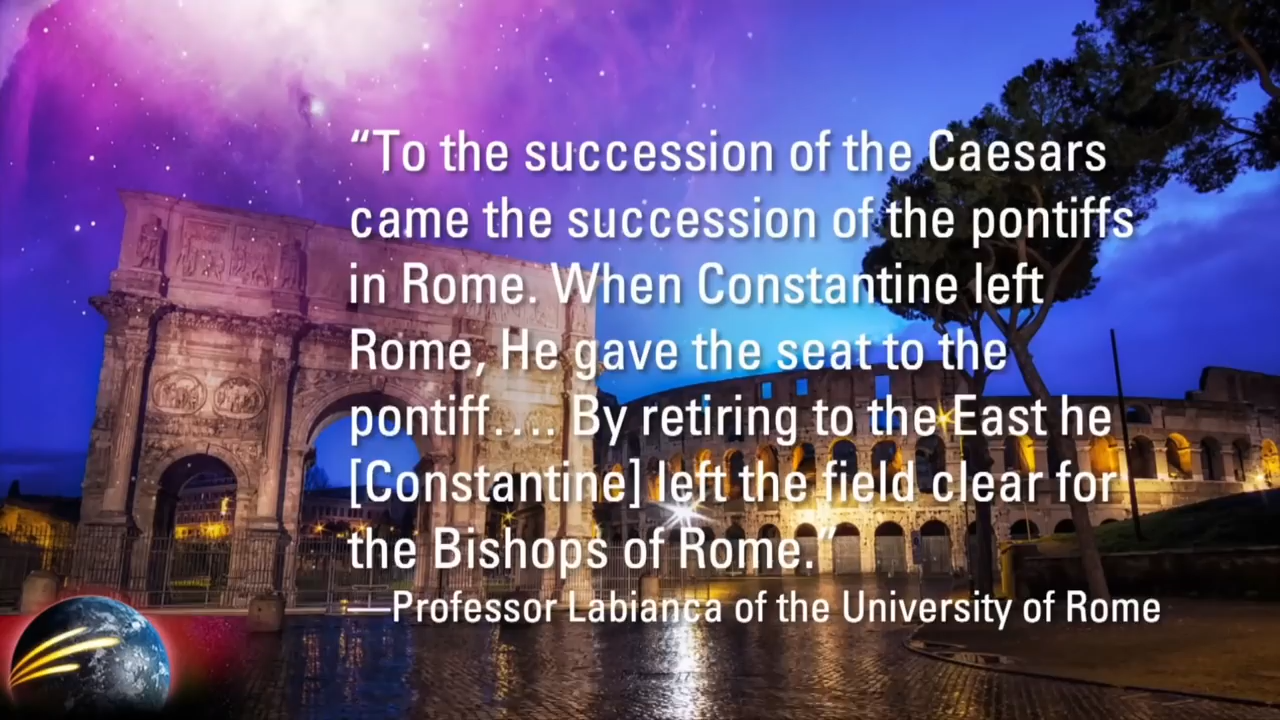 “To the succession of the Caesars
came the succession of the pontiffs
in Rome. When Constantine left
Rome, He gave the seat to the
pontiff…. By retiring to the East he
[Constantine] left the field clear for
the Bishops of Rome.”
—Professor Labianca of the University of Rome